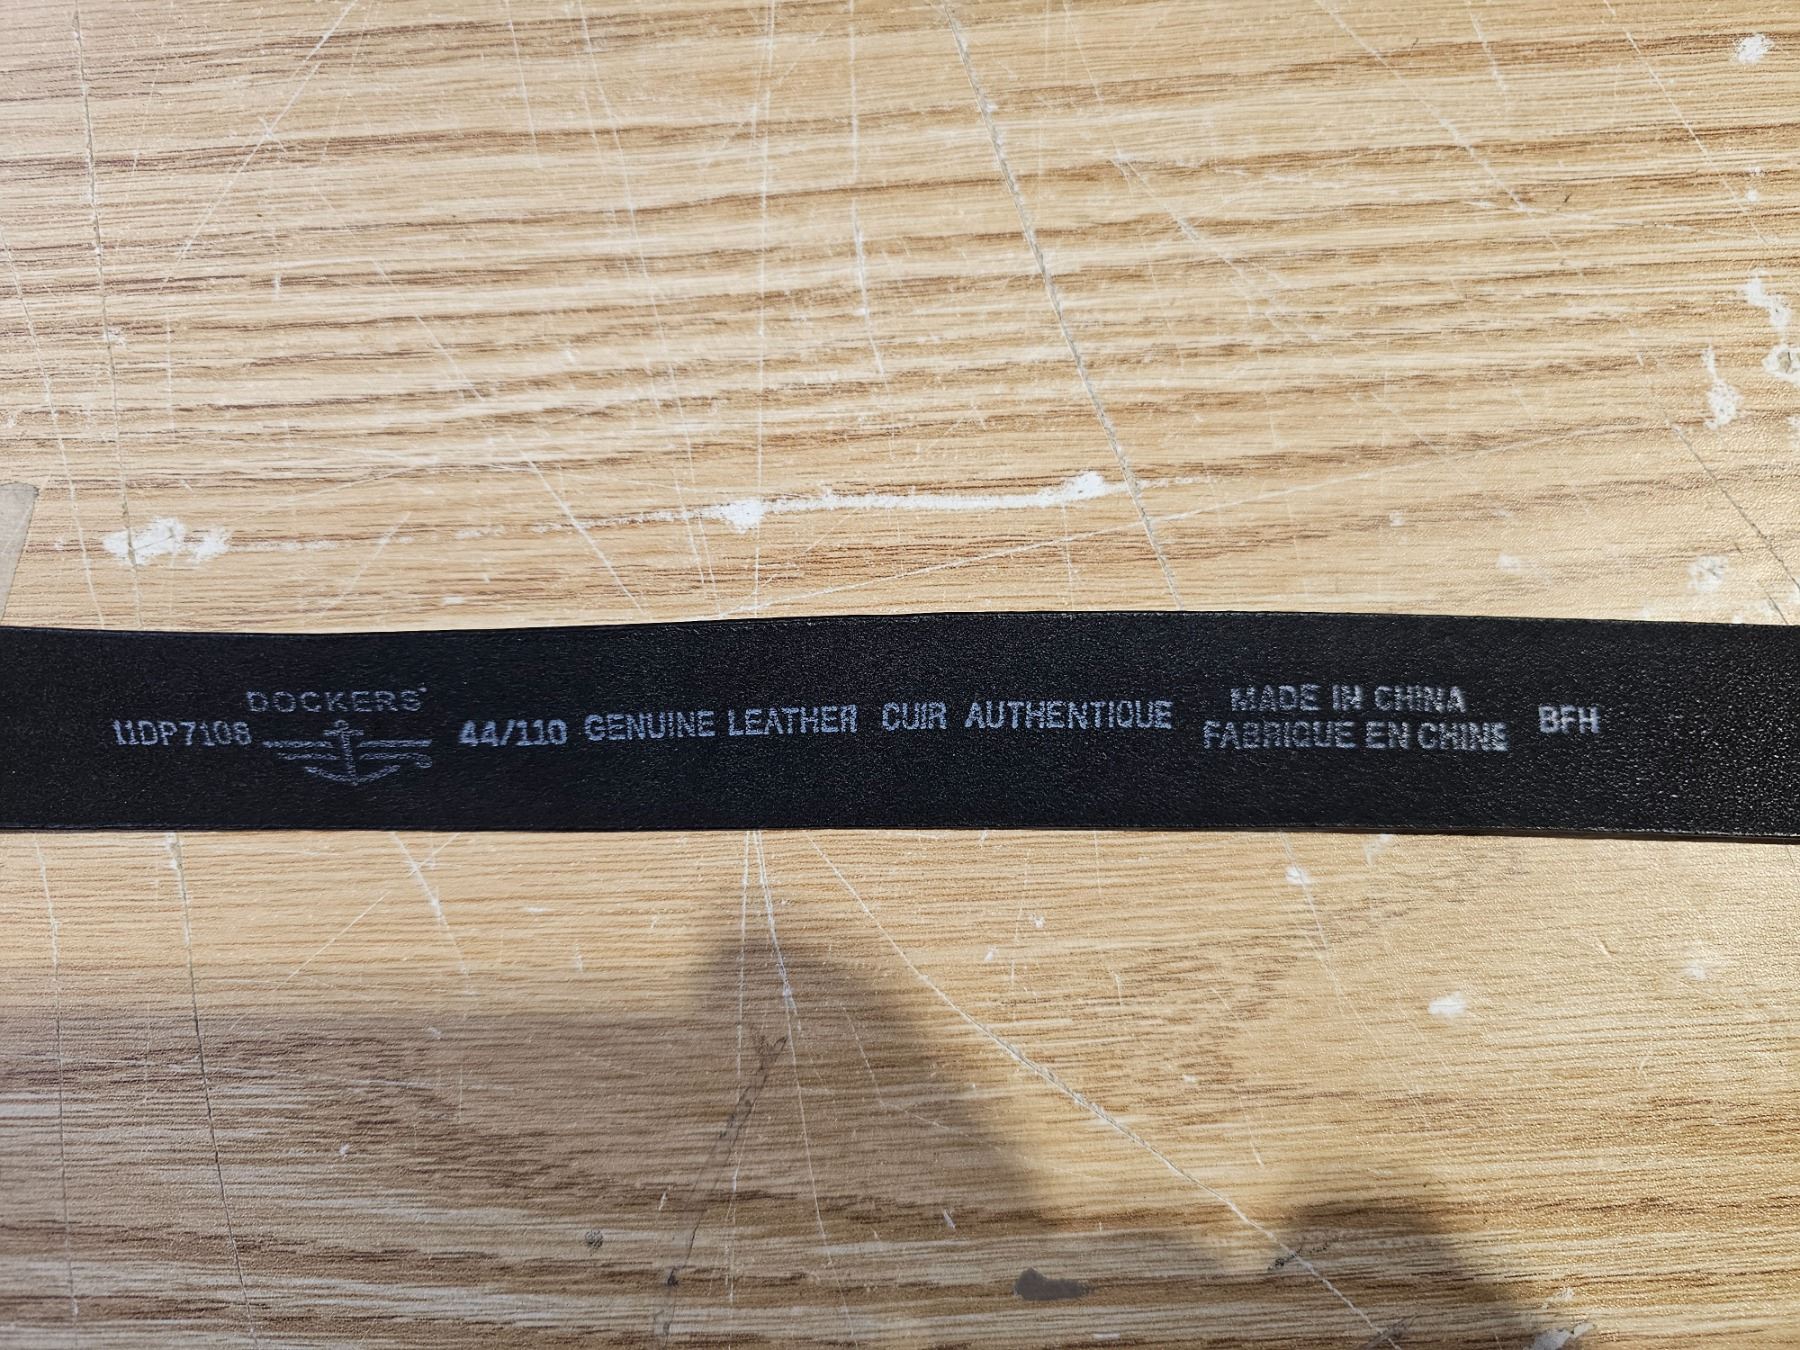 11DP7108
DOCKERS
44/110 GENUINE LEATHER CUIR AUTHENTIQUE
MADE IN CHINA
FABRIQUE EN CHINE
BFH